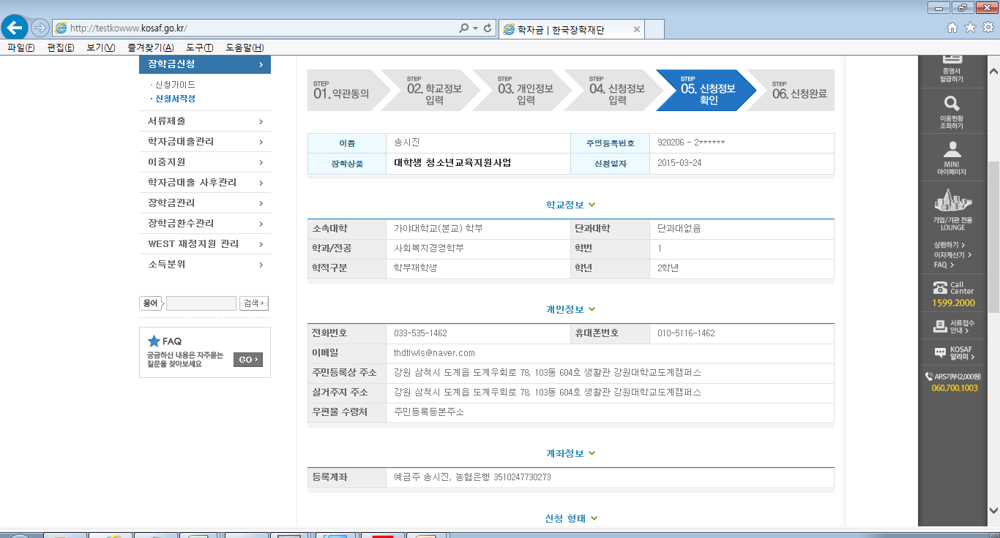 http://testkowww.kosaf.go.kr/
학자금 | 한국장학재단
파일(F) 편집(E) 보기(V) 즐겨찾기(A) 도구(T) 도움말(H)
장학금신청
· 신청가이드
· 신청서작성
서류제출
학자금대출관리
이중지원
학자금대출 사후관리
장학금관리
장학금환수관리
WEST 재정지원 관리
소득분위
용어 검색
FAQ
궁금하신 내용은 자주묻는
질문을 찾아보세요
GO
STEP 01. 약관동의
STEP 02. 학교정보 입력
STEP 03. 개인정보 입력
STEP 04. 신청정보 입력
STEP 05. 신청정보 확인
STEP 06. 신청완료
이름 송시진 주민등록번호 920206 - 2******
장학상품 대학생 청소년교육지원사업 신청일자 2015-03-24
학교정보
소속대학 가야대학교(본교) 학부 단과대학 단과대없음
학과/전공 사회복지경영학부 학번 1
학적구분 학부재학생 학년 2학년
개인정보
전화번호 033-535-1462 휴대폰번호 010-5116-1462
이메일 thdtlwls@naver.com
주민등록상 주소 강원 삼척시 도계읍 도계우회로 78, 103동 604호 생활관 강원대학교도계캠퍼스
실거주지 주소 강원 삼척시 도계읍 도계우회로 78, 103동 604호 생활관 강원대학교도계캠퍼스
우편물 수령처 주민등록등본주소
계좌정보
등록계좌 예금주 송시진, 농협은행 3510247730273
신청 형태
증명서
발급하기
이용현황
조회하기
MINI
마이페이지
기업/기관 전용
LOUNGE
상환하기
이자계산기
FAQ
Call
Center
1599.2000
서류접수
안내
KOSAF
알리미
ARS기부(2,000원)
060.700.1003